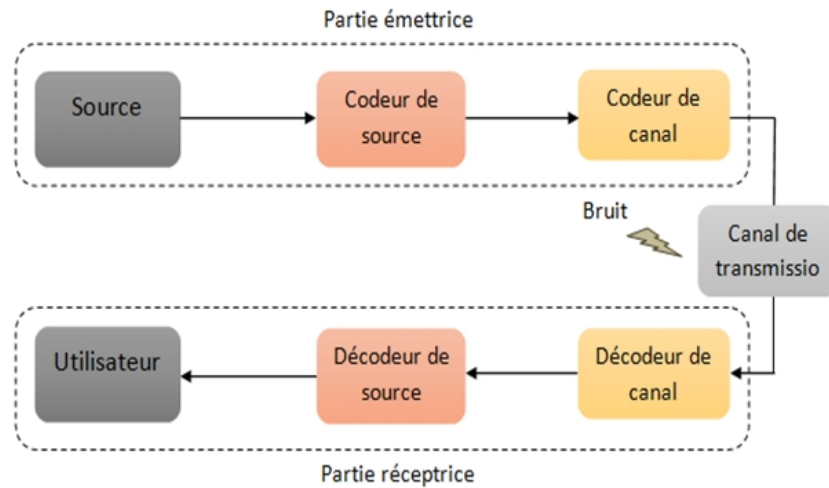 Partie émettrice
Source
Codeur de
source
Codeur de
canal
Bruit
Canal de
transmissio
Utilisateur
Décodeur de
source
Décodeur de
canal
Partie réceptrice